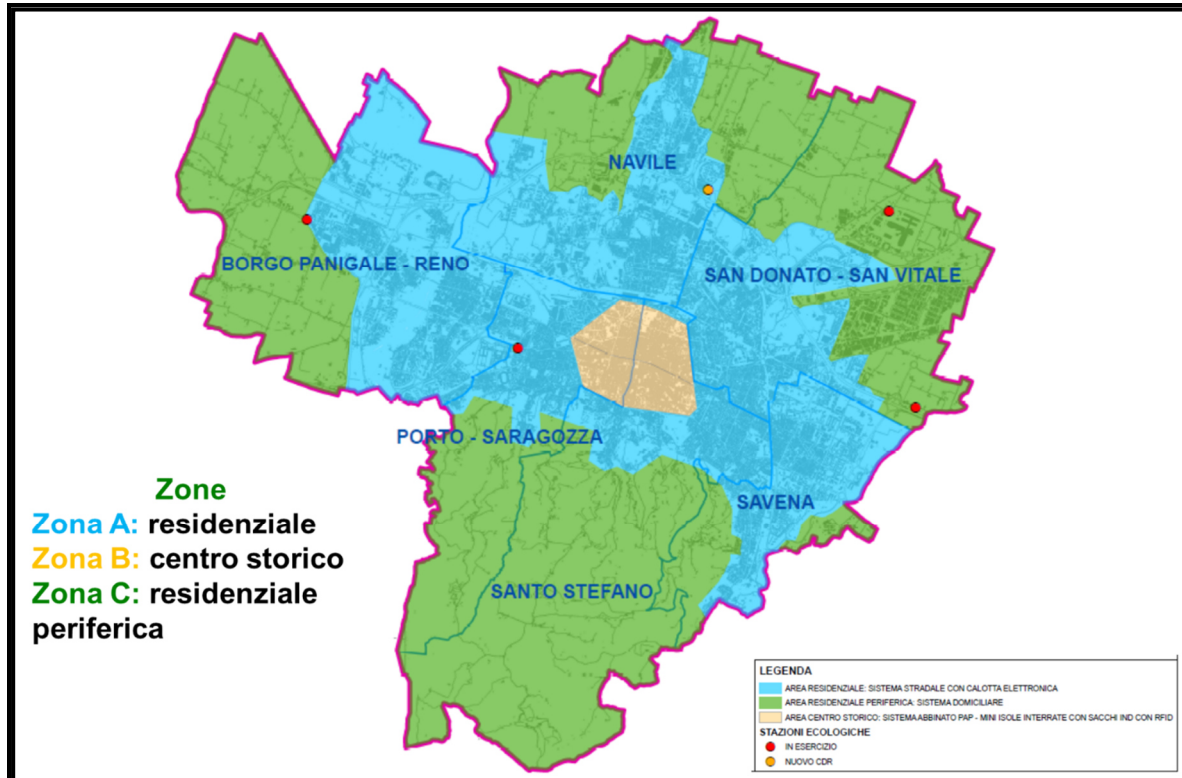 NAVILE
BORGO PANIGALE - RENO
SAN DONATO - SAN VITALE
PORTO - SARAGOZZA
SAVENA
SANTO STEFANO
Zone
Zona A: residenziale
Zona B: centro storico
Zona C: residenziale
periferica
LEGENDA
AREA RESIDENZIALE: SISTEMA STRADALE CON CALOTTA ELETTRONICA
AREA RESIDENZIALE PERIFERICA: SISTEMA DOMICILIARE
AREA CENTRO STORICO: SISTEMA ABBINATO PAP - MINI ISOLE INTERRATE CON SACCHI IND CON RFID
STAZIONI ECOLOGICHE
IN ESERCIZIO
NUOVO CDR